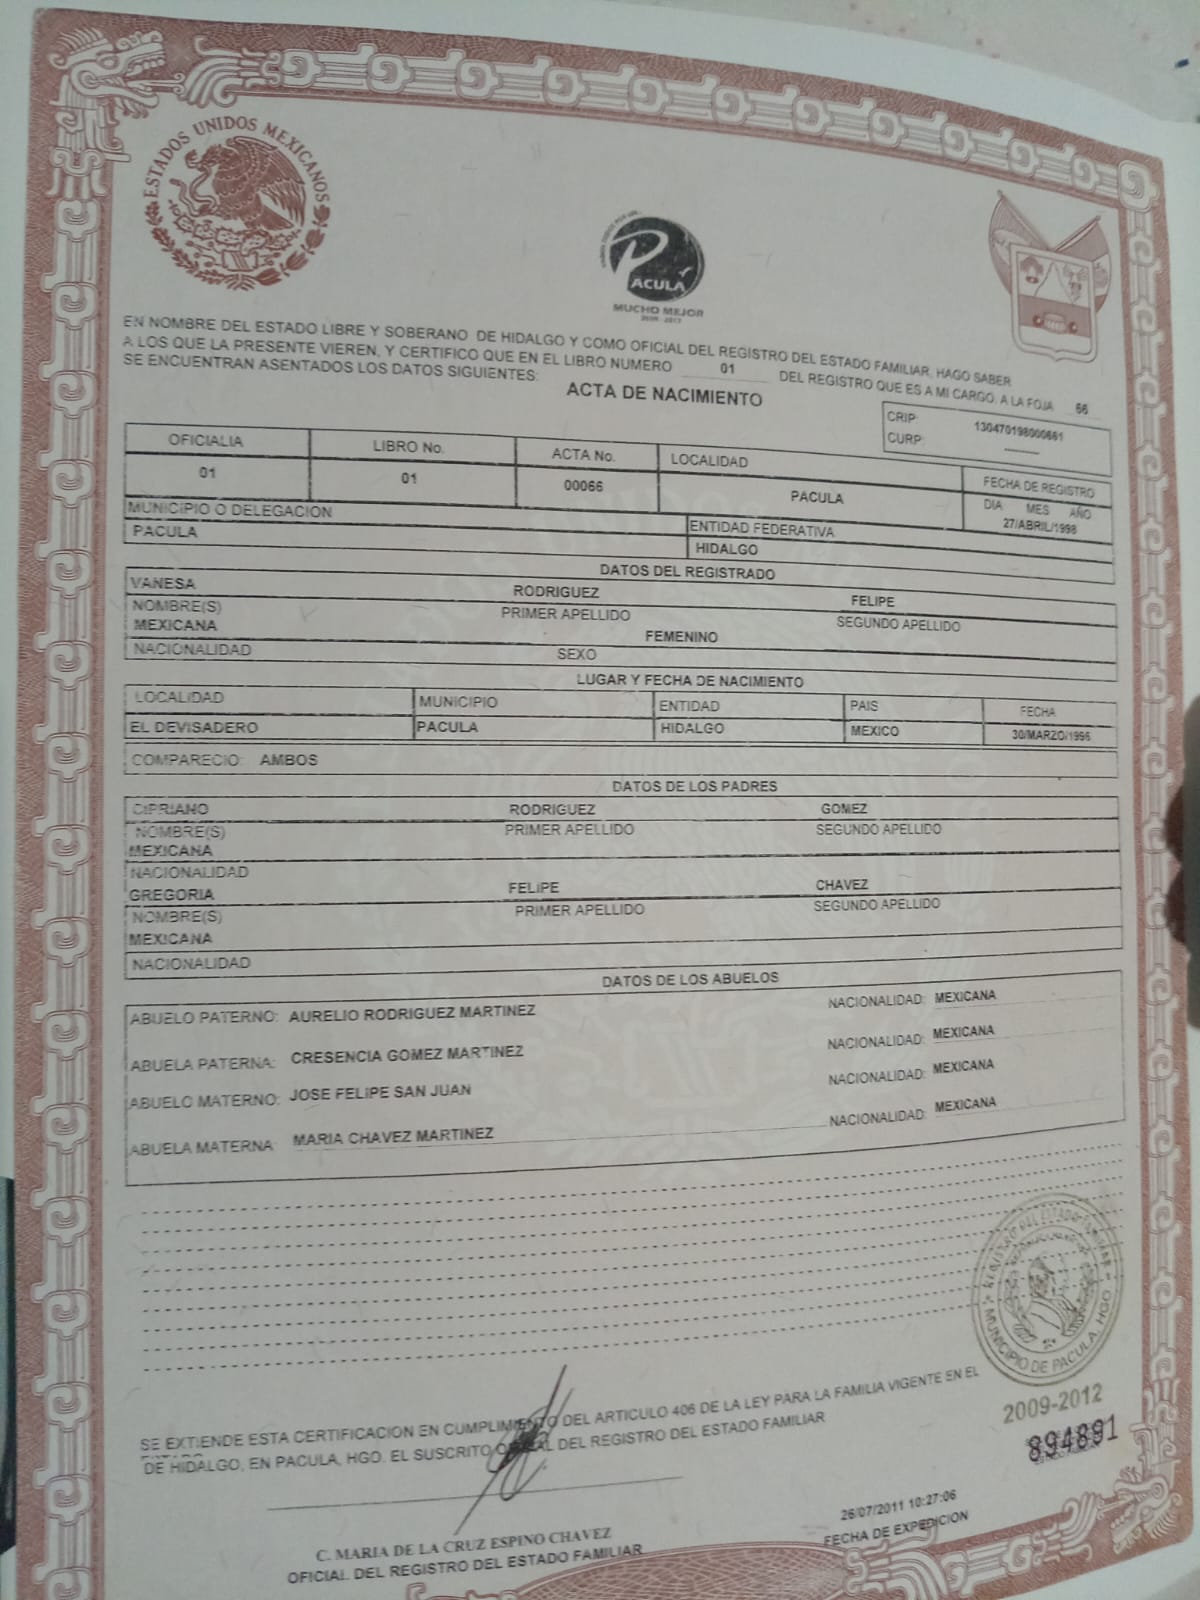 ESTADOS UNIDOS MEXICANOS
PACULA
MUCHO MEJOR
EN NOMBRE DEL ESTADO LIBRE Y SOBERANO DE HIDALGO Y COMO OFICIAL DEL REGISTRO DEL ESTADO FAMILIAR, HAGO SABER
A LOS QUE LA PRESENTE VIEREN, Y CERTIFICO QUE EN EL LIBRO NUMERO 01 DEL REGISTRO QUE ES A MI CARGO, A LA FOJA 66
SE ENCUENTRAN ASENTADOS LOS DATOS SIGUIENTES:
ACTA DE NACIMIENTO
CRIP: 130470198000661
CURP:
OFICIALIA LIBRO No. ACTA No. LOCALIDAD FECHA DE REGISTRO
01 01 00066 PACULA DIA MES AÑO
27/ABRIL/1998
MUNICIPIO O DELEGACION ENTIDAD FEDERATIVA
PACULA HIDALGO
DATOS DEL REGISTRADO
VANESA RODRIGUEZ FELIPE
NOMBRE(S) PRIMER APELLIDO SEGUNDO APELLIDO
MEXICANA FEMENINO
NACIONALIDAD SEXO
LUGAR Y FECHA DE NACIMIENTO
LOCALIDAD MUNICIPIO ENTIDAD PAIS FECHA
EL DEVISADERO PACULA HIDALGO MEXICO 30/MARZO/1996
COMPARECIO: AMBOS
DATOS DE LOS PADRES
CIPRIANO RODRIGUEZ GOMEZ
NOMBRE(S) PRIMER APELLIDO SEGUNDO APELLIDO
MEXICANA
NACIONALIDAD
GREGORIA FELIPE CHAVEZ
NOMBRE(S) PRIMER APELLIDO SEGUNDO APELLIDO
MEXICANA
NACIONALIDAD
DATOS DE LOS ABUELOS
ABUELO PATERNO: AURELIO RODRIGUEZ MARTINEZ NACIONALIDAD: MEXICANA
ABUELA PATERNA: CRESENCIA GOMEZ MARTINEZ NACIONALIDAD: MEXICANA
ABUELO MATERNO: JOSE FELIPE SAN JUAN NACIONALIDAD: MEXICANA
ABUELA MATERNA: MARIA CHAVEZ MARTINEZ NACIONALIDAD: MEXICANA
REGISTRO DEL ESTADO FAMILIAR
MUNICIPIO DE PACULA, HGO.
2009-2012
894891
SE EXTIENDE ESTA CERTIFICACION EN CUMPLIMIENTO DEL ARTICULO 406 DE LA LEY PARA LA FAMILIA VIGENTE EN EL
DE HIDALGO, EN PACULA, HGO. EL SUSCRITO OFICIAL DEL REGISTRO DEL ESTADO FAMILIAR
C. MARIA DE LA CRUZ ESPINO CHAVEZ
OFICIAL DEL REGISTRO DEL ESTADO FAMILIAR
26/07/2011 10:27:06
FECHA DE EXPEDICION